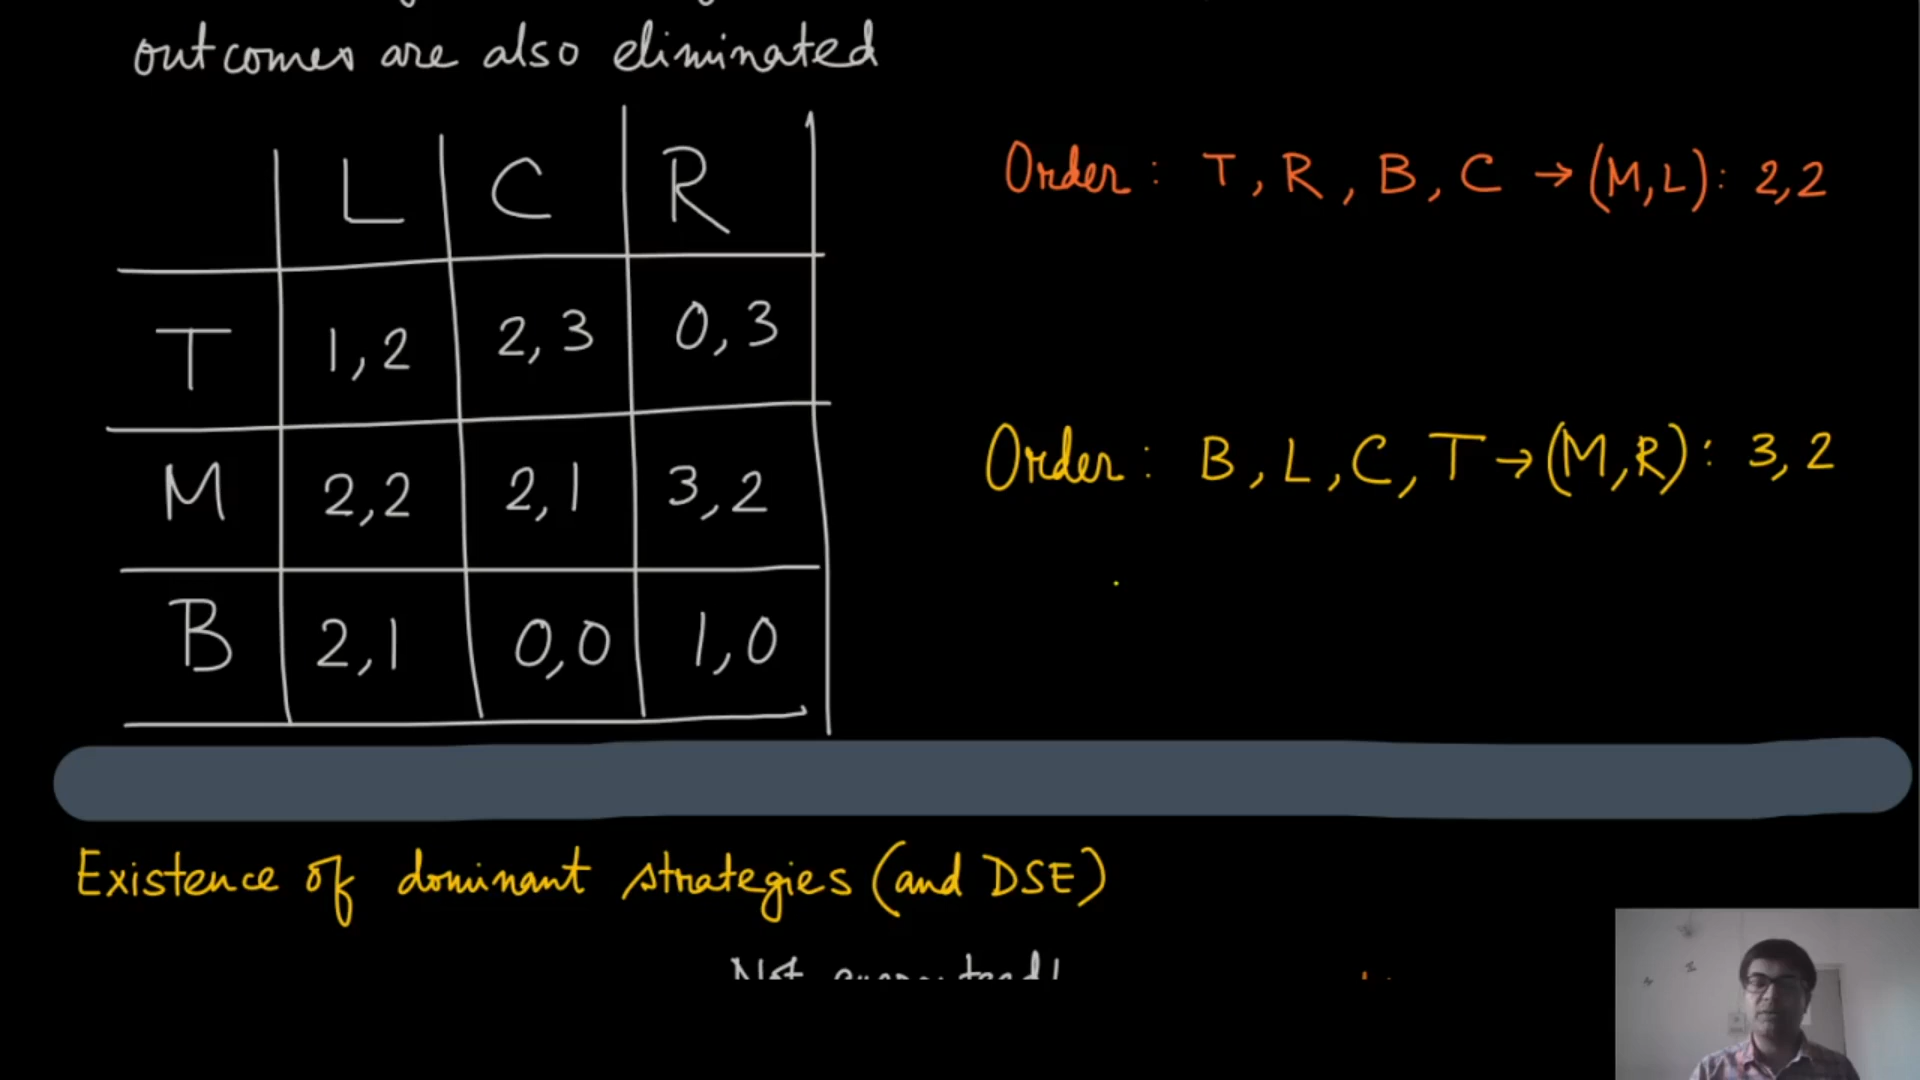 outcomes are also eliminated
L C R
T 1,2 2,3 0,3
M 2,2 2,1 3,2
B 2,1 0,0 1,0
Order : T, R, B, C → (M,L) : 2,2
Order : B, L, C, T → (M,R) : 3,2
Existence of dominant strategies (and DSE)
Not